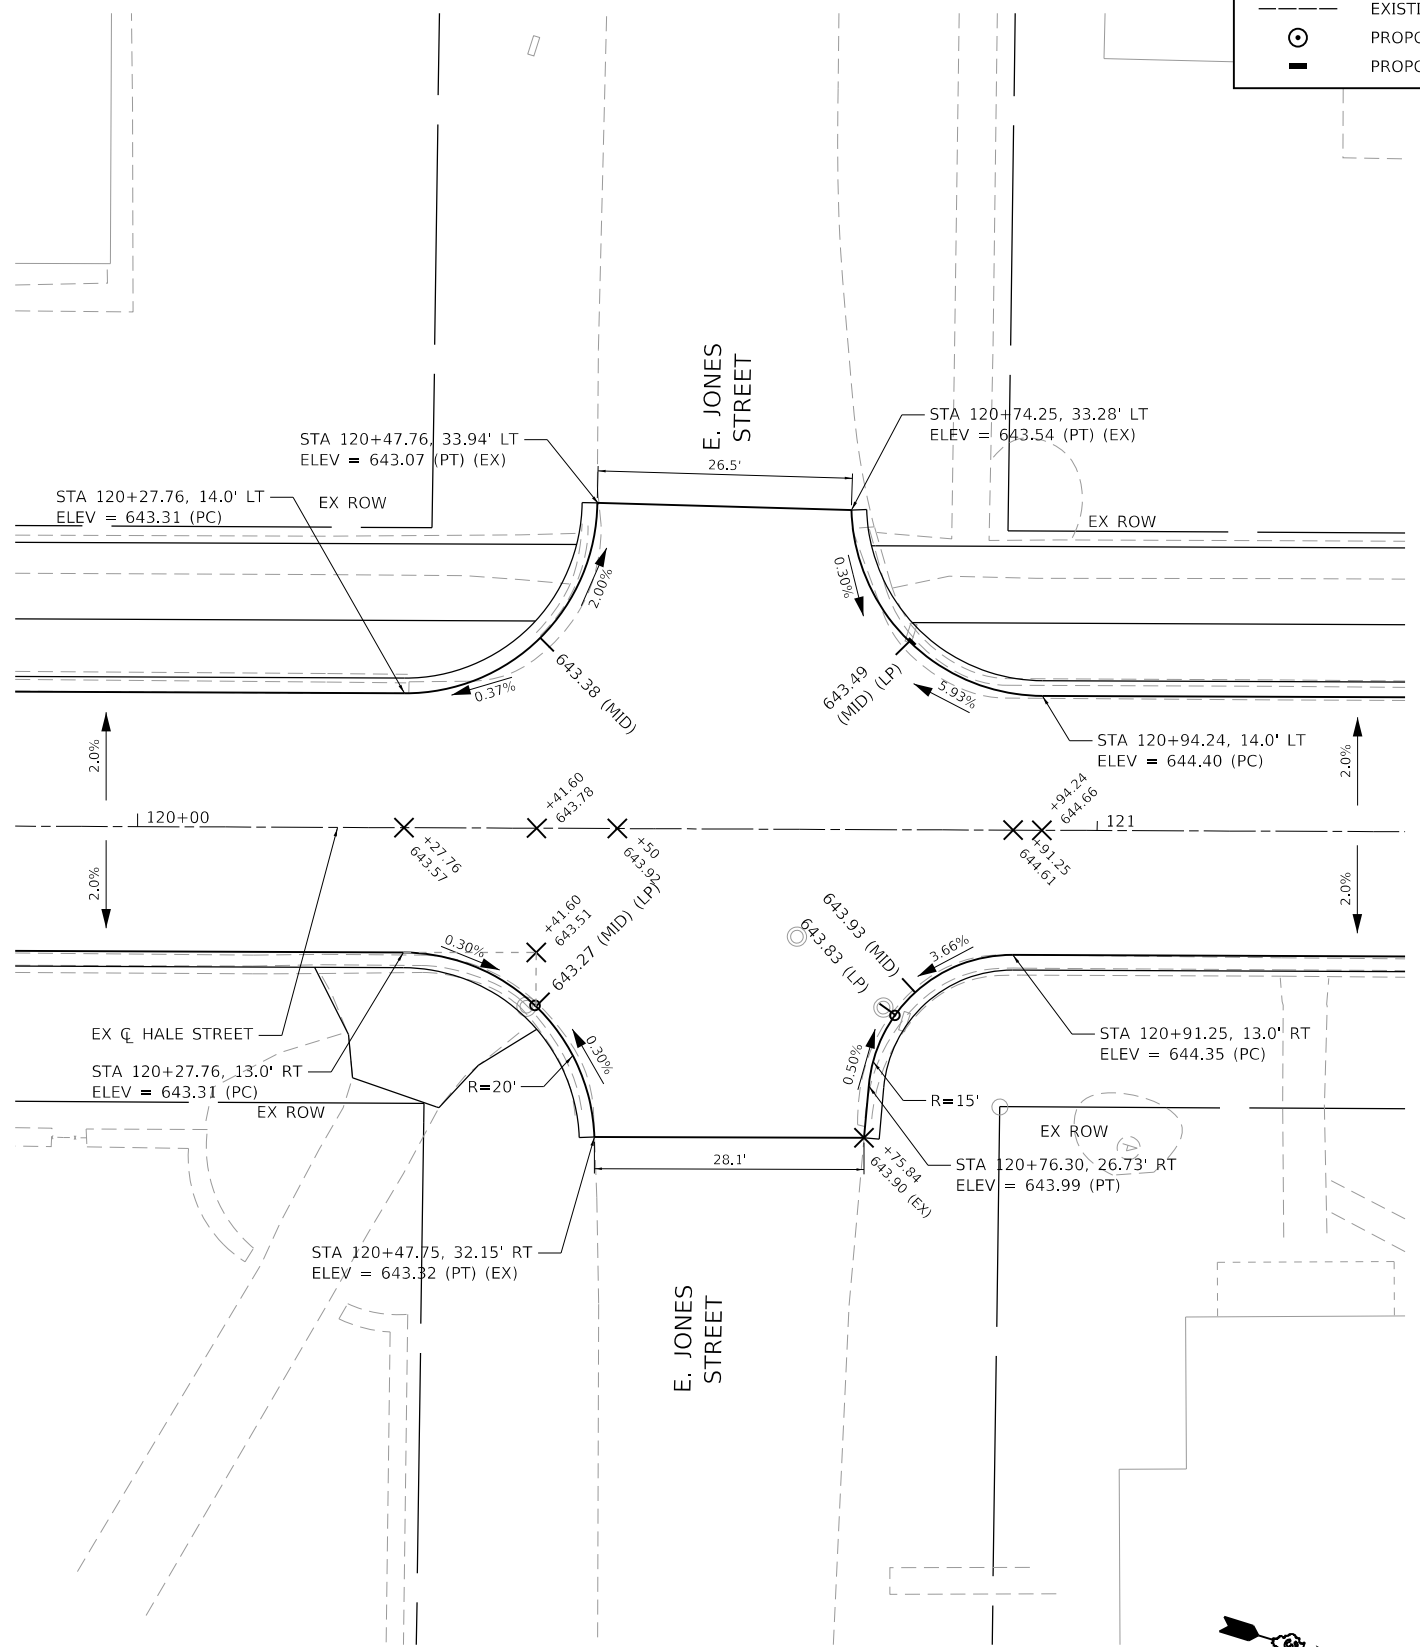 EXISTI
PROPO
PROPO
E. JONES
STREET
STA 120+47.76, 33.94' LT
ELEV = 643.07 (PT) (EX)
STA 120+74.25, 33.28' LT
ELEV = 643.54 (PT) (EX)
26.5'
STA 120+27.76, 14.0' LT
ELEV = 643.31 (PC)
EX ROW
EX ROW
2.00%
0.30%
643.38 (MID)
0.37%
643.49
(MID) (LP)
5.93%
STA 120+94.24, 14.0' LT
ELEV = 644.40 (PC)
2.0%
2.0%
120+00
+41.60
643.78
+94.24
644.66
121
+27.76
643.57
+50
643.92
+91.25
644.61
2.0%
2.0%
0.30%
+41.60
643.51
643.27 (MID) (LP)
643.93 (MID)
643.83 (LP)
3.66%
EX ℄ HALE STREET
STA 120+27.76, 13.0' RT
ELEV = 643.31 (PC)
EX ROW
R=20'
0.30%
0.50%
R=15'
STA 120+91.25, 13.0' RT
ELEV = 644.35 (PC)
EX ROW
(A)
28.1'
+75.84
643.90 (EX)
STA 120+76.30, 26.73' RT
ELEV = 643.99 (PT)
STA 120+47.75, 32.15' RT
ELEV = 643.32 (PT) (EX)
E. JONES
STREET